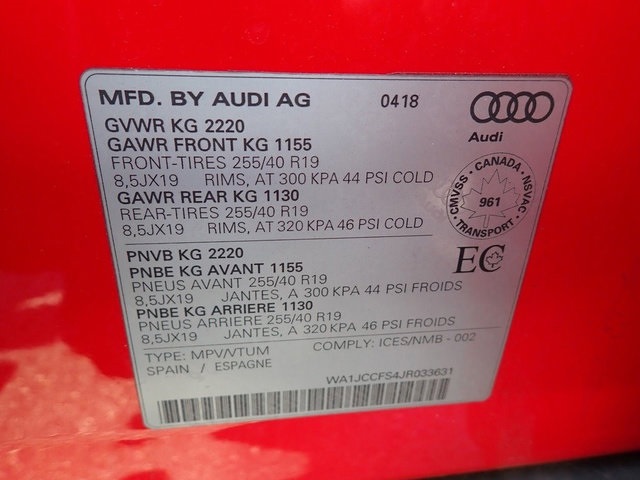 MFD. BY AUDI AG 0418
Audi
GVWR KG 2220
GAWR FRONT KG 1155
FRONT-TIRES 255/40 R19
8,5JX19 RIMS, AT 300 KPA 44 PSI COLD
GAWR REAR KG 1130
REAR-TIRES 255/40 R19
8,5JX19 RIMS, AT 320 KPA 46 PSI COLD
CMVSS • CANADA • NSVAC • TRANSPORT •
961
EC
PNVB KG 2220
PNBE KG AVANT 1155
PNEUS AVANT 255/40 R19
8,5JX19 JANTES, A 300 KPA 44 PSI FROIDS
PNBE KG ARRIERE 1130
PNEUS ARRIERE 255/40 R19
8,5JX19 JANTES, A 320 KPA 46 PSI FROIDS
TYPE: MPV/VTUM COMPLY: ICES/NMB - 002
SPAIN / ESPAGNE
WA1JCCFS4JR033631